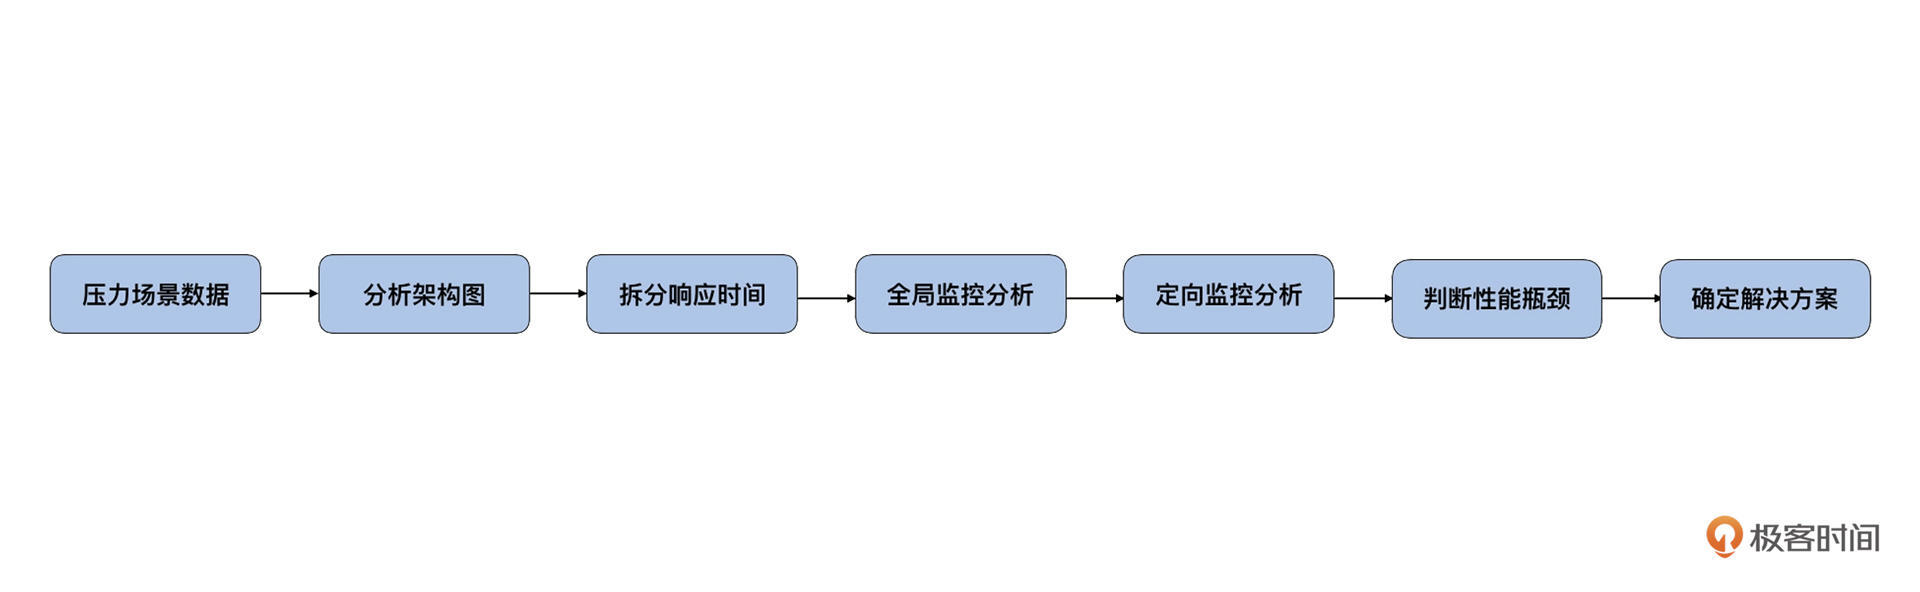 压力场景数据
分析架构图
拆分响应时间
全局监控分析
定向监控分析
判断性能瓶颈
确定解决方案
极客时间